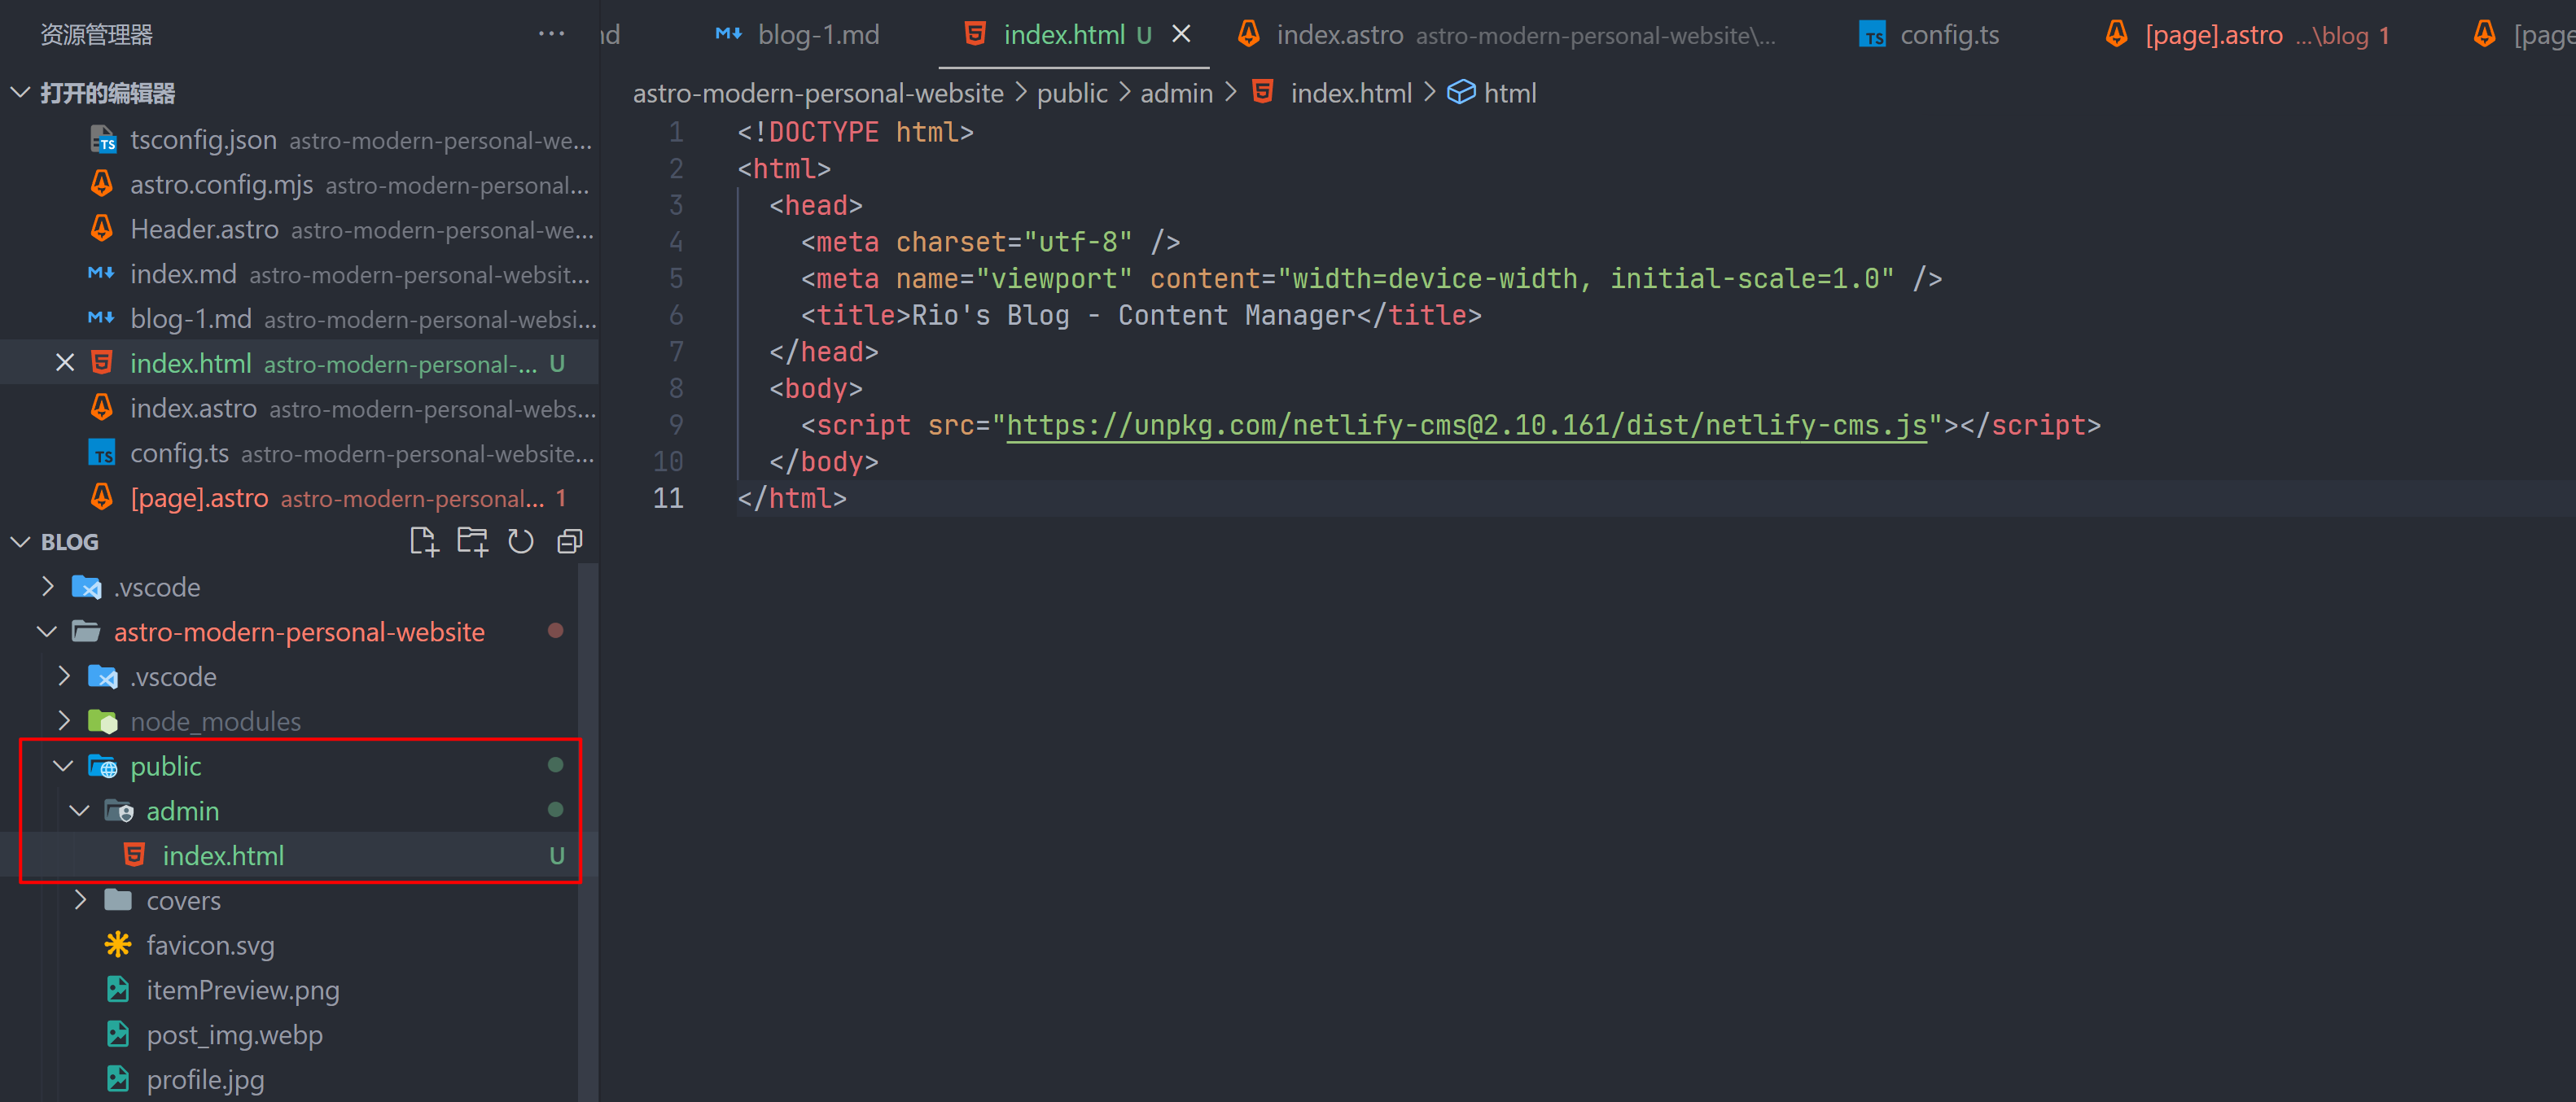 资源管理器
打开的编辑器
tsconfig.json astro-modern-personal-we...
astro.config.mjs astro-modern-personal...
Header.astro astro-modern-personal-we...
index.md astro-modern-personal-websit...
blog-1.md astro-modern-personal-websi...
index.html astro-modern-personal-... U
index.astro astro-modern-personal-webs...
TS config.ts astro-modern-personal-website...
[page].astro astro-modern-personal... 1
BLOG
.vscode
astro-modern-personal-website
.vscode
node_modules
public
admin
index.html U
covers
favicon.svg
itemPreview.png
post_img.webp
profile.jpg
nd blog-1.md index.html U index.astro astro-modern-personal-website\... TS config.ts [page].astro ...\blog 1 [page
astro-modern-personal-website > public > admin > index.html > html
1 <!DOCTYPE html>
2 <html>
3 <head>
4 <meta charset="utf-8" />
5 <meta name="viewport" content="width=device-width, initial-scale=1.0" />
6 <title>Rio's Blog - Content Manager</title>
7 </head>
8 <body>
9 <script src="https://unpkg.com/netlify-cms@2.10.161/dist/netlify-cms.js"></script>
10 </body>
11 </html>